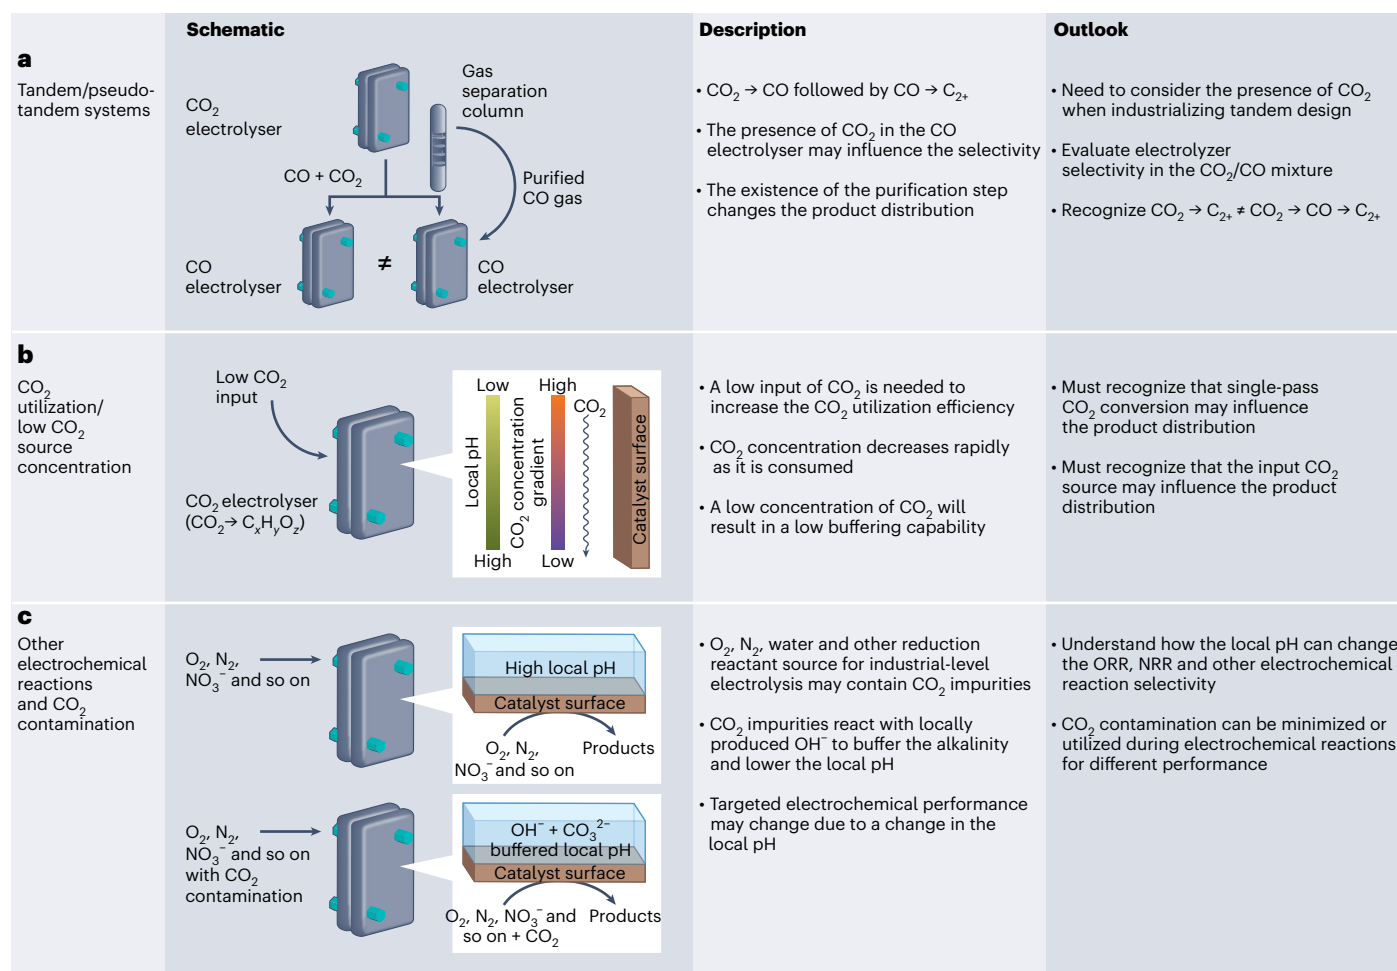 Schematic
Description
Outlook
a
Tandem/pseudo-
tandem systems
CO₂
electrolyser
Gas
separation
column
CO + CO₂
Purified
CO gas
CO
electrolyser
≠
CO
electrolyser
• CO₂ → CO followed by CO → C₂₊
• The presence of CO₂ in the CO
electrolyser may influence the selectivity
• The existence of the purification step
changes the product distribution
• Need to consider the presence of CO₂
when industrializing tandem design
• Evaluate electrolyzer
selectivity in the CO₂/CO mixture
• Recognize CO₂ → C₂₊ ≠ CO₂ → CO → C₂₊
b
CO₂
utilization/
low CO₂
source
concentration
Low CO₂
input
CO₂ electrolyser
(CO₂→ CₓHᵧO_z)
Low
Local pH
High
CO₂ concentration
gradient
High
Low
CO₂
Catalyst surface
• A low input of CO₂ is needed to
increase the CO₂ utilization efficiency
• CO₂ concentration decreases rapidly
as it is consumed
• A low concentration of CO₂ will
result in a low buffering capability
• Must recognize that single-pass
CO₂ conversion may influence
the product distribution
• Must recognize that the input CO₂
source may influence the product
distribution
c
Other
electrochemical
reactions
and CO₂
contamination
O₂, N₂,
NO₃⁻ and so on
High local pH
Catalyst surface
O₂, N₂,
NO₃⁻ and so on
Products
O₂, N₂,
NO₃⁻ and so on
with CO₂
contamination
OH⁻ + CO₃²⁻
buffered local pH
Catalyst surface
O₂, N₂, NO₃⁻ and
so on + CO₂
Products
• O₂, N₂, water and other reduction
reactant source for industrial-level
electrolysis may contain CO₂ impurities
• CO₂ impurities react with locally
produced OH⁻ to buffer the alkalinity
and lower the local pH
• Targeted electrochemical performance
may change due to a change in the
local pH
• Understand how the local pH can change
the ORR, NRR and other electrochemical
reaction selectivity
• CO₂ contamination can be minimized or
utilized during electrochemical reactions
for different performance